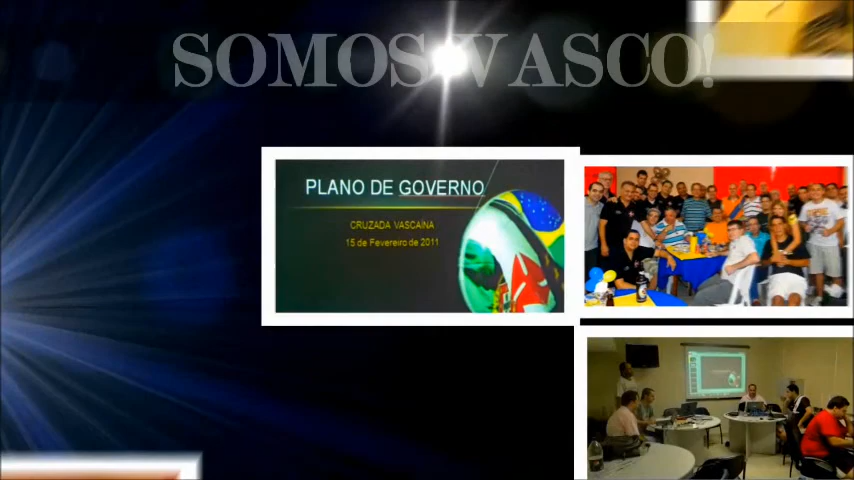 SOMOS VASCO!
PLANO DE GOVERNO
CRUZADA VASCAÍNA
15 de Fevereiro de 2011